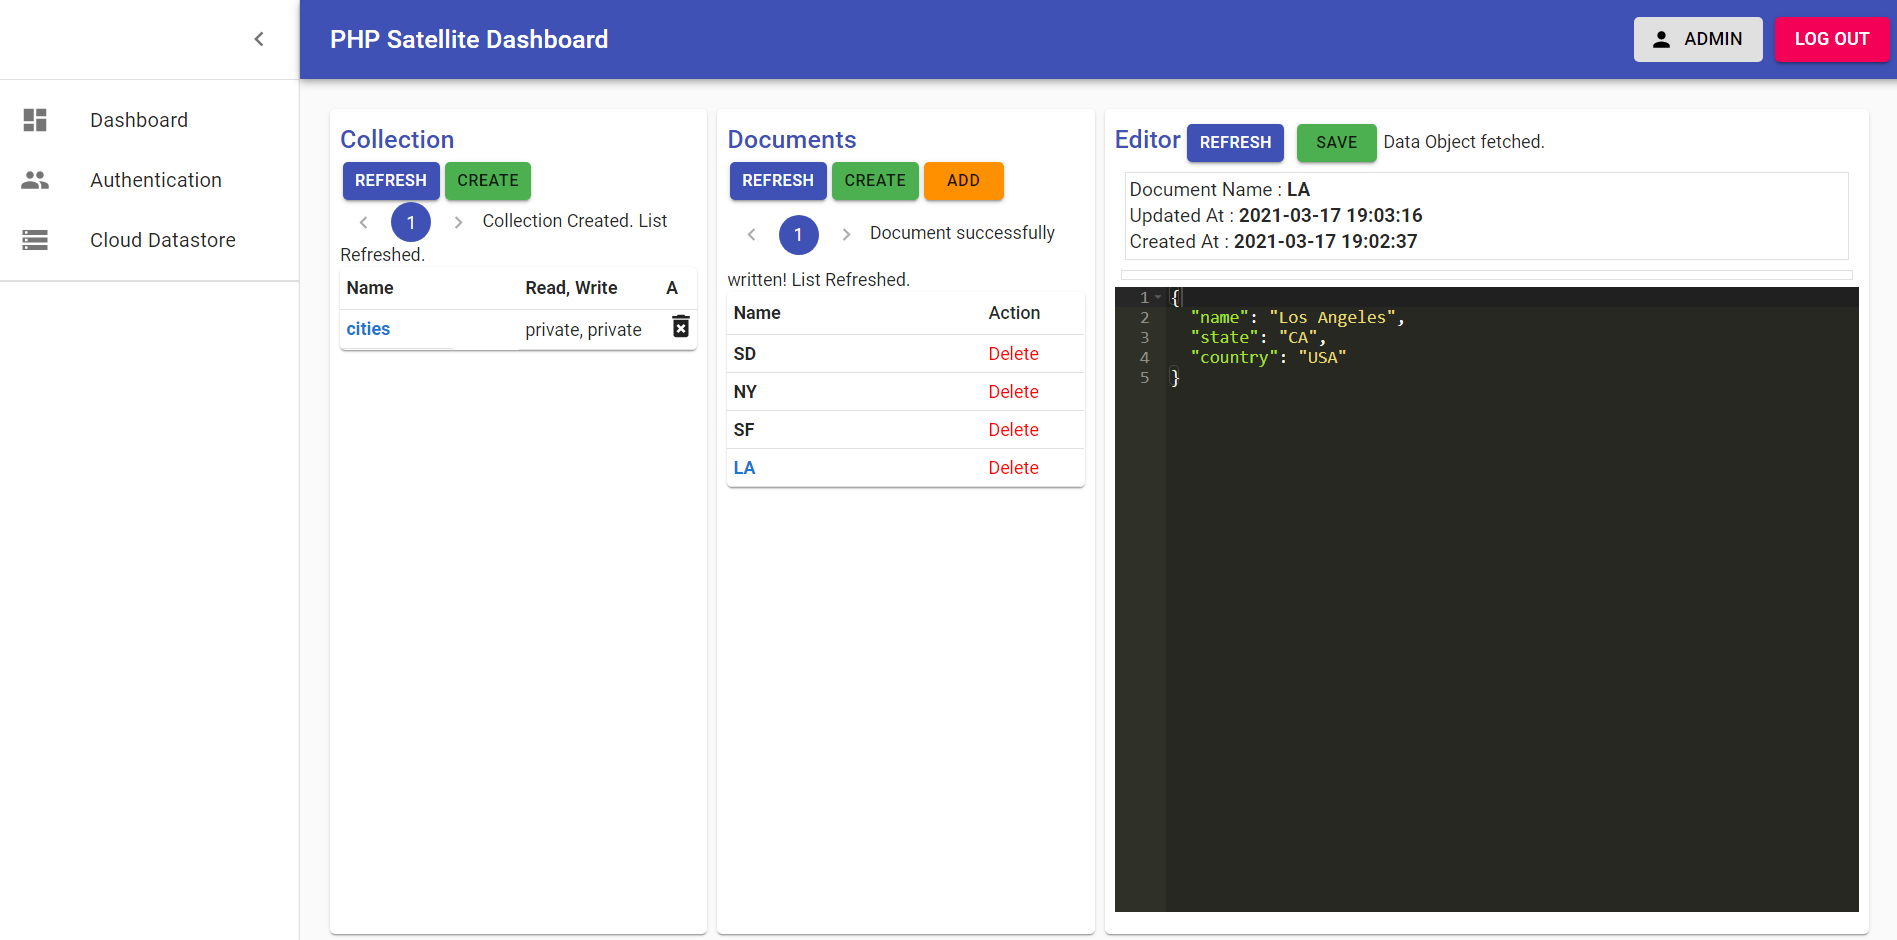 PHP Satellite Dashboard
ADMIN
LOG OUT
Dashboard
Authentication
Cloud Datastore
Collection
REFRESH CREATE
1 Collection Created. List
Refreshed.
Name Read, Write A
cities private, private
Documents
REFRESH CREATE ADD
1 Document successfully
written! List Refreshed.
Name Action
SD Delete
NY Delete
SF Delete
LA Delete
Editor REFRESH SAVE Data Object fetched.
Document Name : LA
Updated At : 2021-03-17 19:03:16
Created At : 2021-03-17 19:02:37
1 {
2 "name": "Los Angeles",
3 "state": "CA",
4 "country": "USA"
5 }